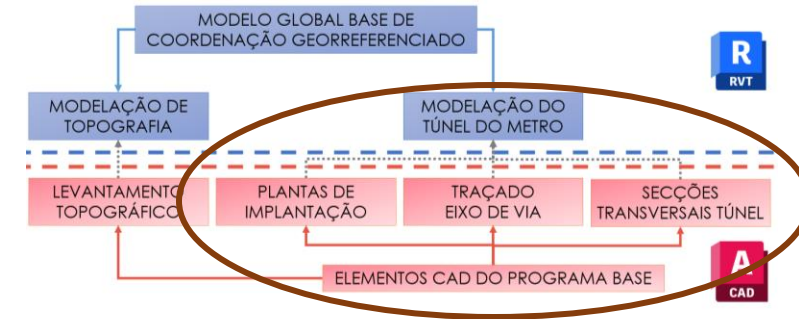 MODELO GLOBAL BASE DE
COORDENAÇÃO GEORREFERENCIADO
R
RVT
MODELAÇÃO DE
TOPOGRAFIA
MODELAÇÃO DO
TÚNEL DO METRO
LEVANTAMENTO
TOPOGRÁFICO
PLANTAS DE
IMPLANTAÇÃO
TRAÇADO
EIXO DE VIA
SECÇÕES
TRANSVERSAIS TÚNEL
ELEMENTOS CAD DO PROGRAMA BASE
A
CAD